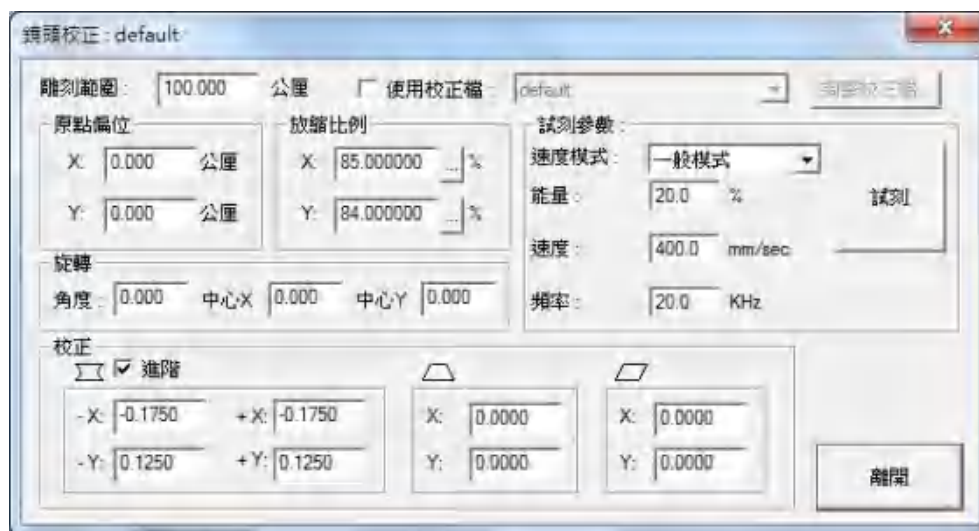 鏡頭校正 : default
雕刻範圍 : 100.000 公厘 使用校正檔 : default
原點偏位 放縮比例 試刻參數 :
X: 0.000 公厘 X: 85.000000 ... % 速度模式 : 一般模式
Y: 0.000 公厘 Y: 84.000000 ... % 能量 : 20.0 % 試刻
速度 : 400.0 mm/sec
旋轉
角度 : 0.000 中心X 0.000 中心Y 0.000 頻率 : 20.0 KHz
校正
進階
-X: -0.1750 +X: -0.1750 X: 0.0000 X: 0.0000
-Y: 0.1250 +Y: 0.1250 Y: 0.0000 Y: 0.0000
離開